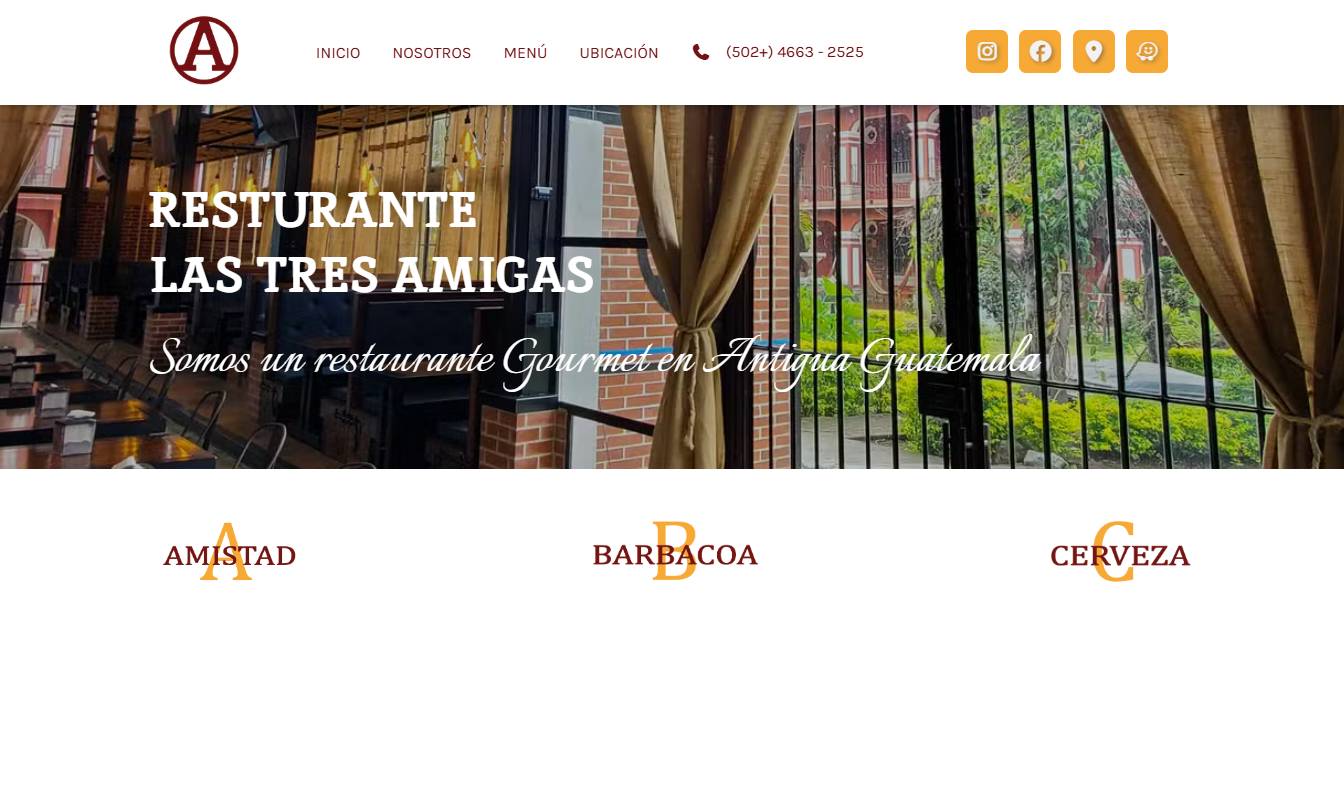 A
INICIO
NOSOTROS
MENÚ
UBICACIÓN
(502+) 4663 - 2525
RESTURANTE
LAS TRES AMIGAS
Somos un restaurante Gourmet en Antigua Guatemala
A
AMISTAD
B
BARBACOA
C
CERVEZA